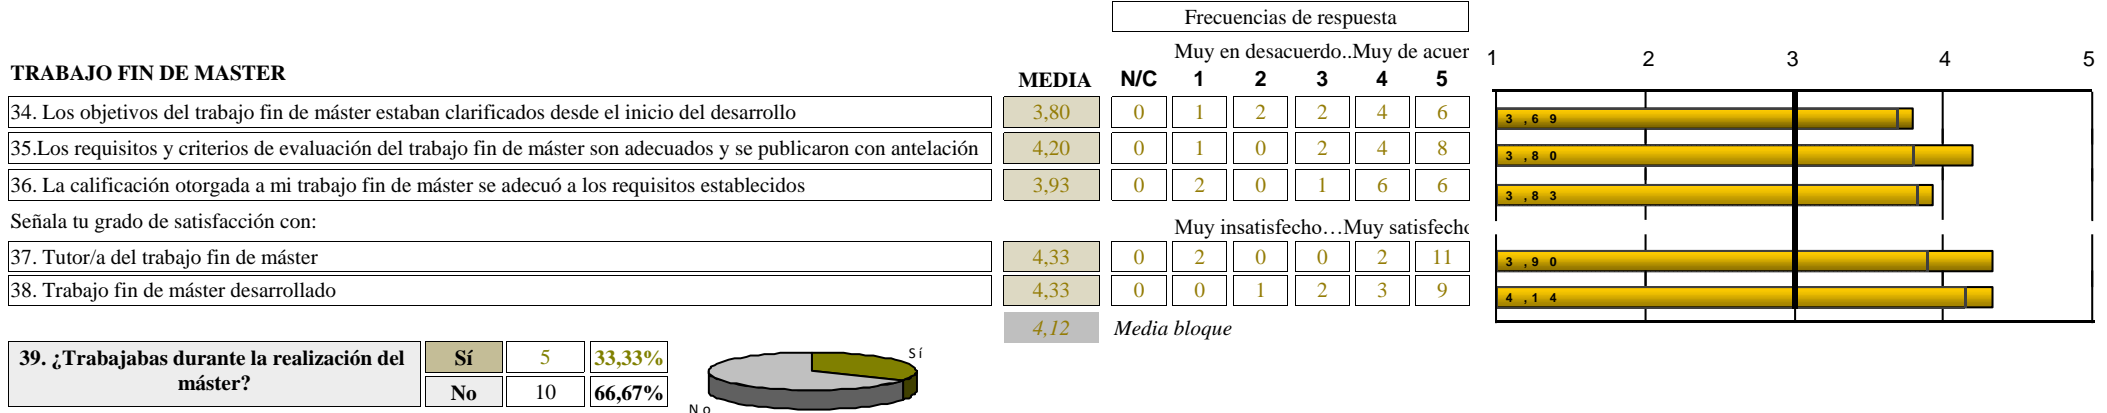 Frecuencias de respuesta
Muy en desacuerdo..Muy de acuer
1 2 3 4 5
TRABAJO FIN DE MASTER MEDIA N/C 1 2 3 4 5
34. Los objetivos del trabajo fin de máster estaban clarificados desde el inicio del desarrollo 3,80 0 1 2 2 4 6 3,69
35.Los requisitos y criterios de evaluación del trabajo fin de máster son adecuados y se publicaron con antelación 4,20 0 1 0 2 4 8 3,80
36. La calificación otorgada a mi trabajo fin de máster se adecuó a los requisitos establecidos 3,93 0 2 0 1 6 6 3,83
Señala tu grado de satisfacción con: Muy insatisfecho…Muy satisfecho
37. Tutor/a del trabajo fin de máster 4,33 0 2 0 0 2 11 3,90
38. Trabajo fin de máster desarrollado 4,33 0 0 1 2 3 9 4,14
4,12 Media bloque
39. ¿Trabajabas durante la realización del máster? Sí 5 33,33%
No 10 66,67%
Sí
No